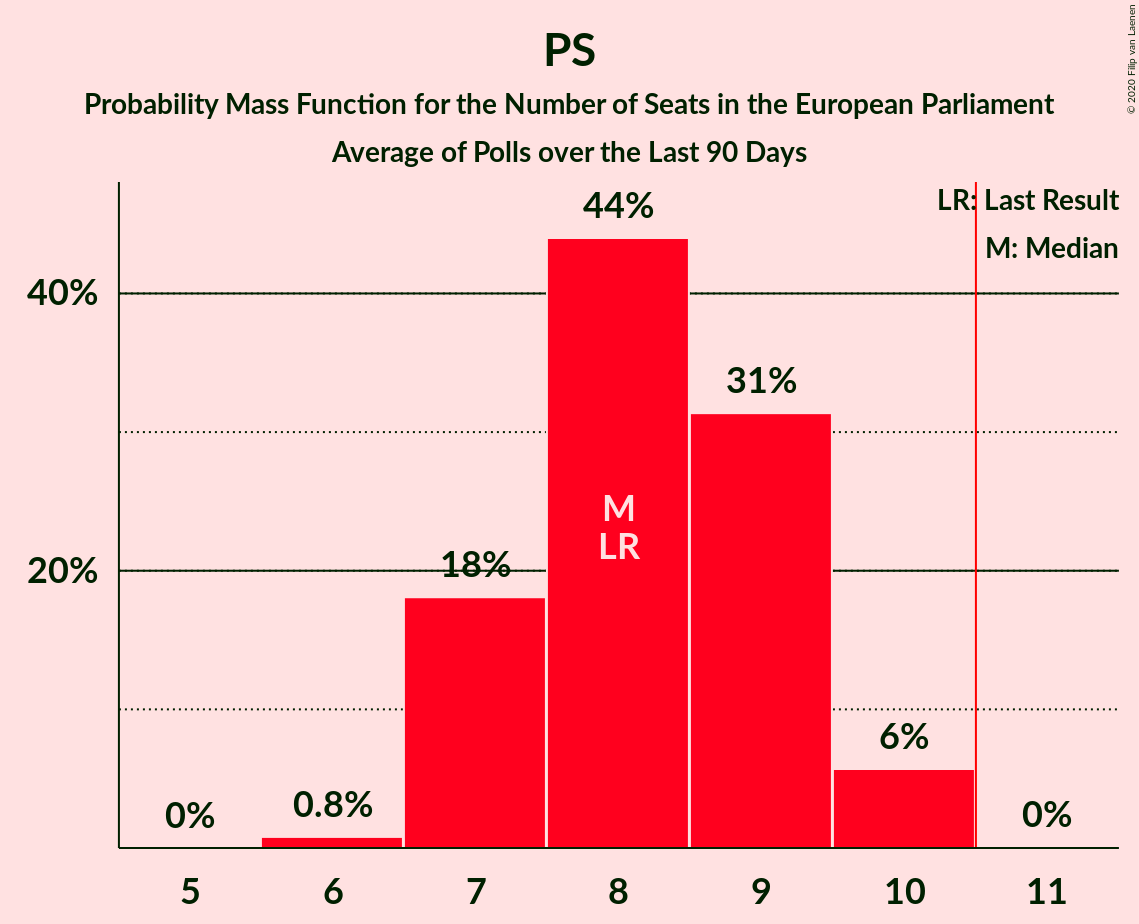 PS
Probability Mass Function for the Number of Seats in the European Parliament
Average of Polls over the Last 90 Days
© 2020 Filip van Laenen
LR: Last Result
M: Median
44%
40%
31%
M
LR
18%
20%
6%
0.8%
0%
0%
5 6 7 8 9 10 11